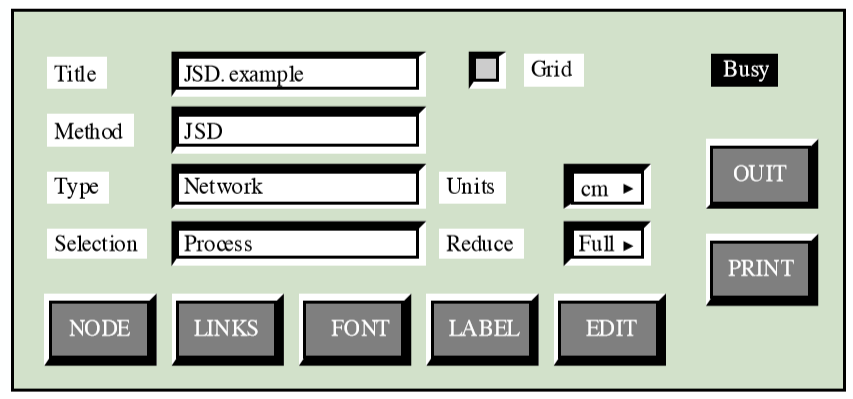 Title JSD. example Grid Busy
Method JSD
Type Network Units cm ▸ OUIT
Selection Process Reduce Full ▸
PRINT
NODE LINKS FONT LABEL EDIT